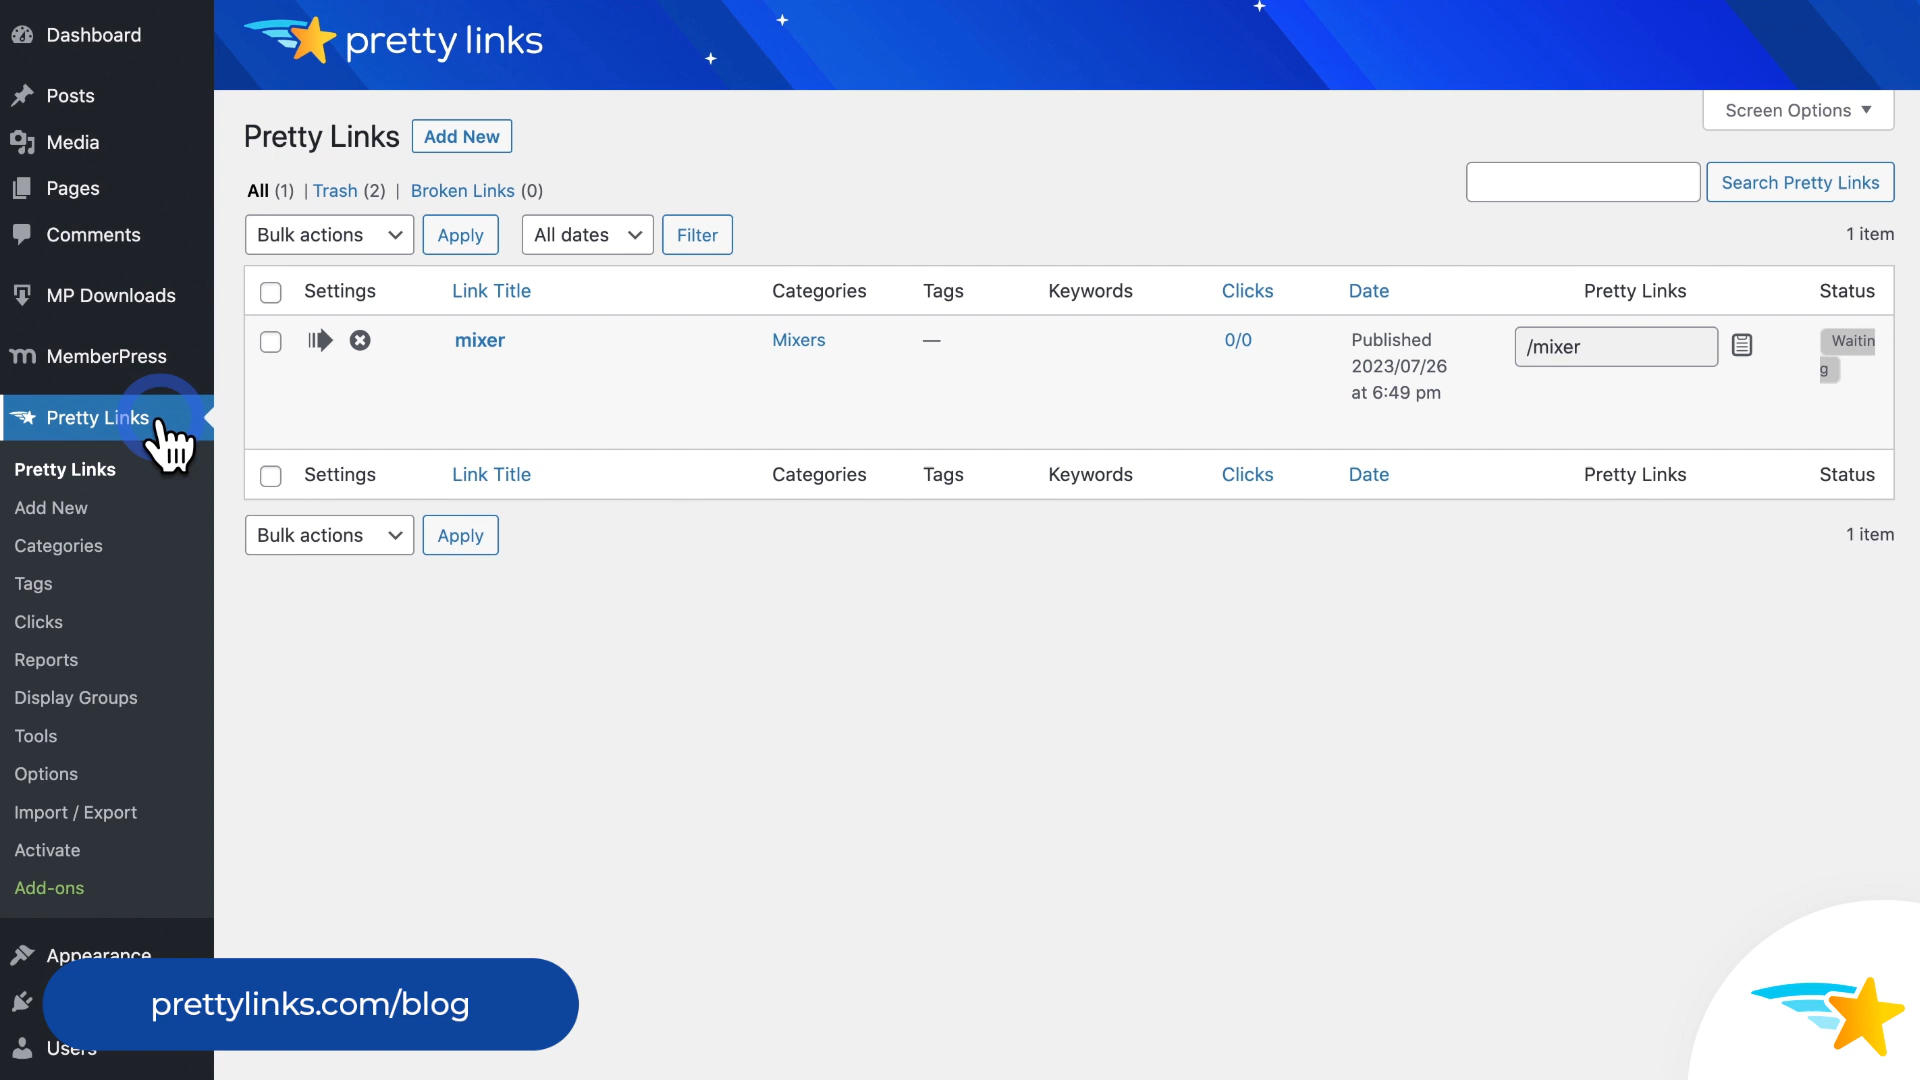 Dashboard
Posts
Media
Pages
Comments
MP Downloads
MemberPress
Pretty Links
Pretty Links
Add New
Categories
Tags
Clicks
Reports
Display Groups
Tools
Options
Import / Export
Activate
Add-ons
Appearance
Users
prettylinks.com/blog
pretty links
Screen Options ▼
Pretty Links Add New
All (1) | Trash (2) | Broken Links (0)
Search Pretty Links
Bulk actions Apply All dates Filter 1 item
Settings Link Title Categories Tags Keywords Clicks Date Pretty Links Status
mixer Mixers — 0/0 Published /mixer Waitin
2023/07/26 g
at 6:49 pm
Settings Link Title Categories Tags Keywords Clicks Date Pretty Links Status
Bulk actions Apply 1 item